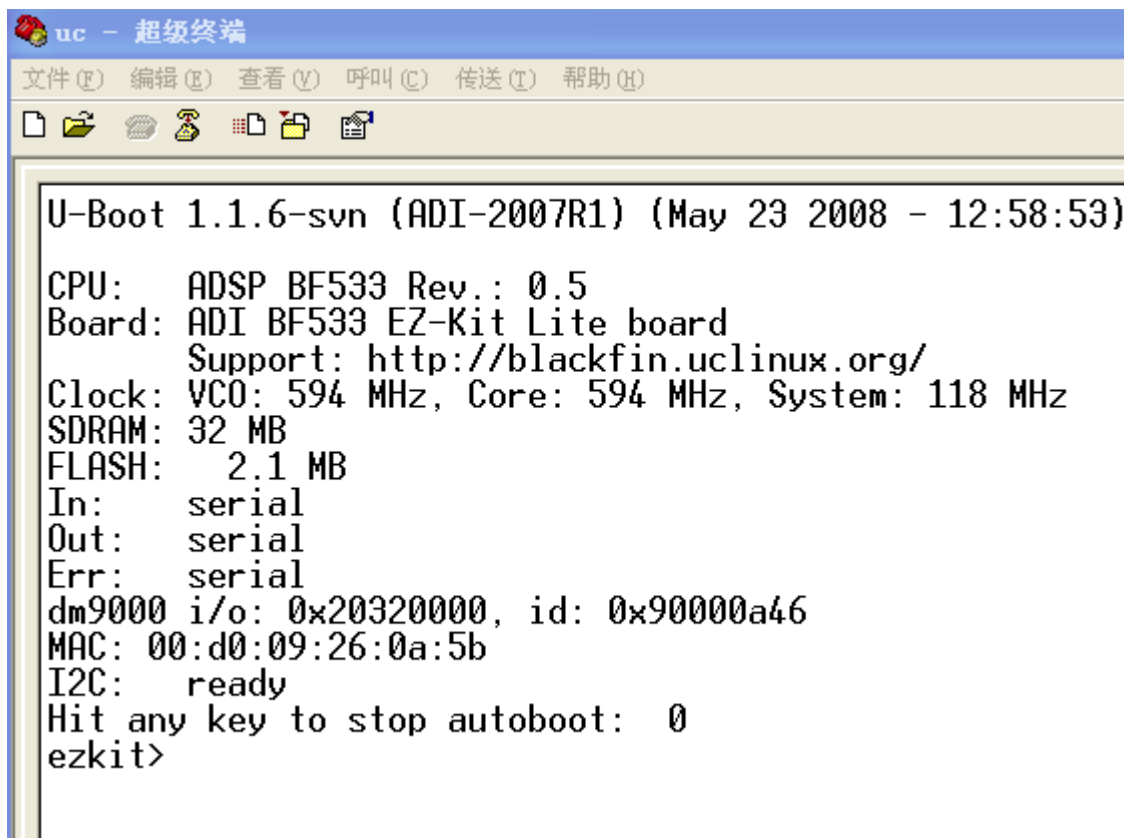 uc - 超级终端
文件(F) 编辑(E) 查看(V) 呼叫(C) 传送(T) 帮助(H)
U-Boot 1.1.6-svn (ADI-2007R1) (May 23 2008 - 12:58:53)
CPU: ADSP BF533 Rev.: 0.5
Board: ADI BF533 EZ-Kit Lite board
Support: http://blackfin.uclinux.org/
Clock: VCO: 594 MHz, Core: 594 MHz, System: 118 MHz
SDRAM: 32 MB
FLASH: 2.1 MB
In: serial
Out: serial
Err: serial
dm9000 i/o: 0x20320000, id: 0x90000a46
MAC: 00:d0:09:26:0a:5b
I2C: ready
Hit any key to stop autoboot: 0
ezkit>